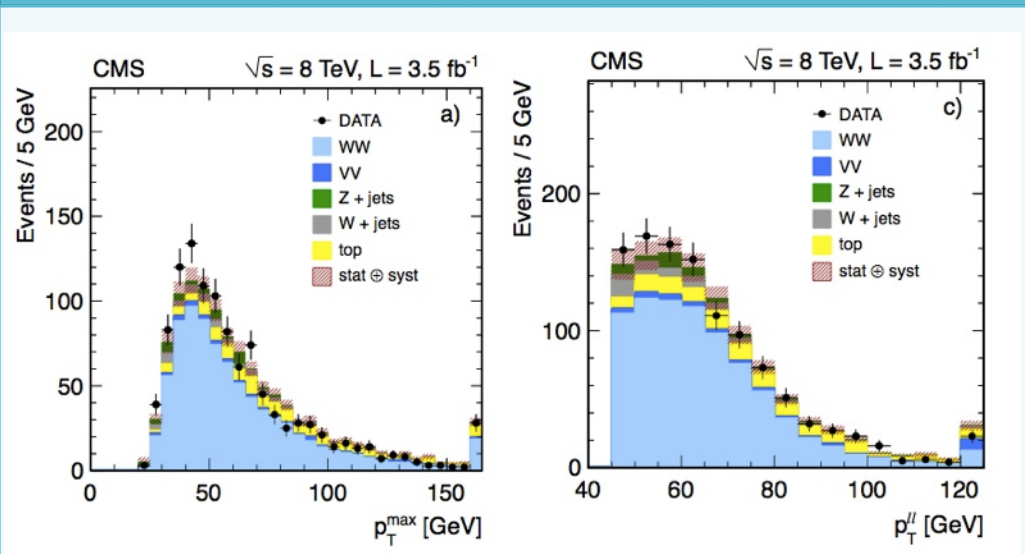 CMS √s = 8 TeV, L = 3.5 fb⁻¹
a)
Events / 5 GeV
200
150
100
50
0
DATA
WW
VV
Z + jets
W + jets
top
stat ⊕ syst
0 50 100 150
p_T^max [GeV]
CMS √s = 8 TeV, L = 3.5 fb⁻¹
c)
Events / 5 GeV
200
100
0
DATA
WW
VV
Z + jets
W + jets
top
stat ⊕ syst
40 60 80 100 120
p_T^ll [GeV]